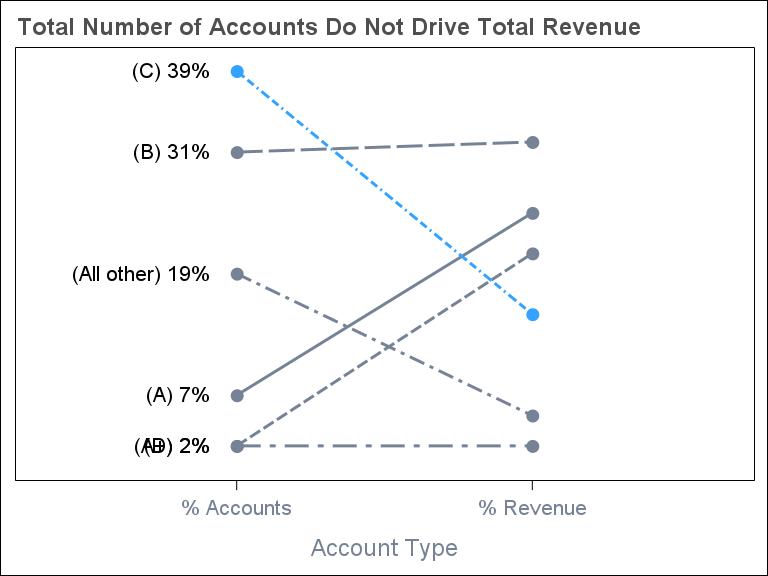 Total Number of Accounts Do Not Drive Total Revenue
(C) 39%
(B) 31%
(All other) 19%
(A) 7%
2%
% Accounts % Revenue
Account Type